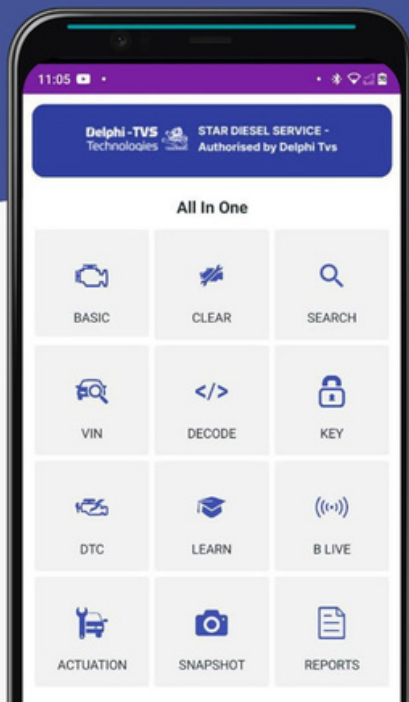 11:05
Delphi-TVS
Technologies
STAR DIESEL SERVICE -
Authorised by Delphi Tvs
All In One
BASIC
CLEAR
SEARCH
VIN
</>
DECODE
KEY
DTC
LEARN
B LIVE
ACTUATION
SNAPSHOT
REPORTS